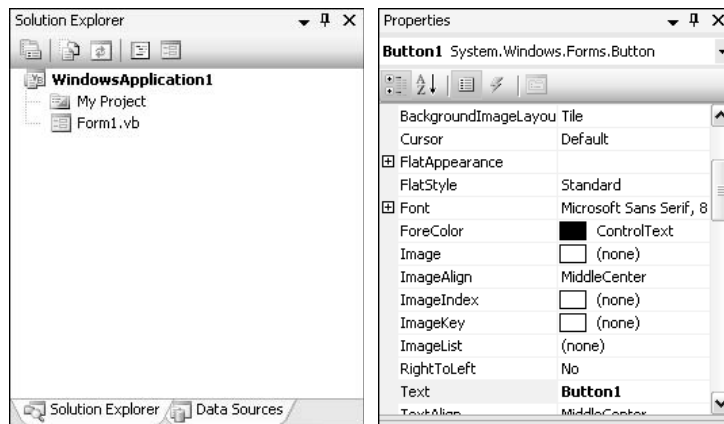 Solution Explorer
WindowsApplication1
My Project
Form1.vb
Solution Explorer
Data Sources
Properties
Button1 System.Windows.Forms.Button
BackgroundImageLayou Tile
Cursor Default
FlatAppearance
FlatStyle Standard
Font Microsoft Sans Serif, 8
ForeColor ControlText
Image (none)
ImageAlign MiddleCenter
ImageIndex (none)
ImageKey (none)
ImageList (none)
RightToLeft No
Text Button1
TextAlign MiddleCenter